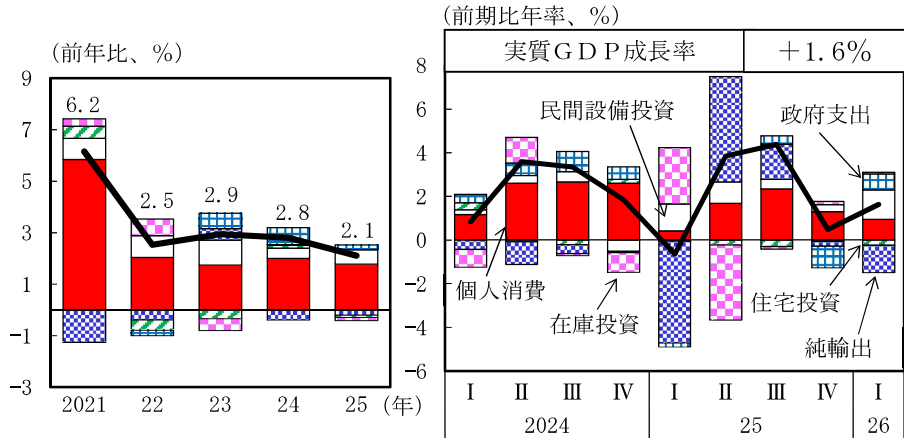 (前年比、%)
9
7
5
3
1
−1
−3
6.2
2.5
2.9
2.8
2.1
2021 22 23 24 25 (年)
(前期比年率、%)
実質GDP成長率 +1.6%
8
6
4
2
0
−2
−4
−6
民間設備投資
政府支出
個人消費
在庫投資
住宅投資
純輸出
Ⅰ Ⅱ Ⅲ Ⅳ Ⅰ Ⅱ Ⅲ Ⅳ Ⅰ
2024 25 26